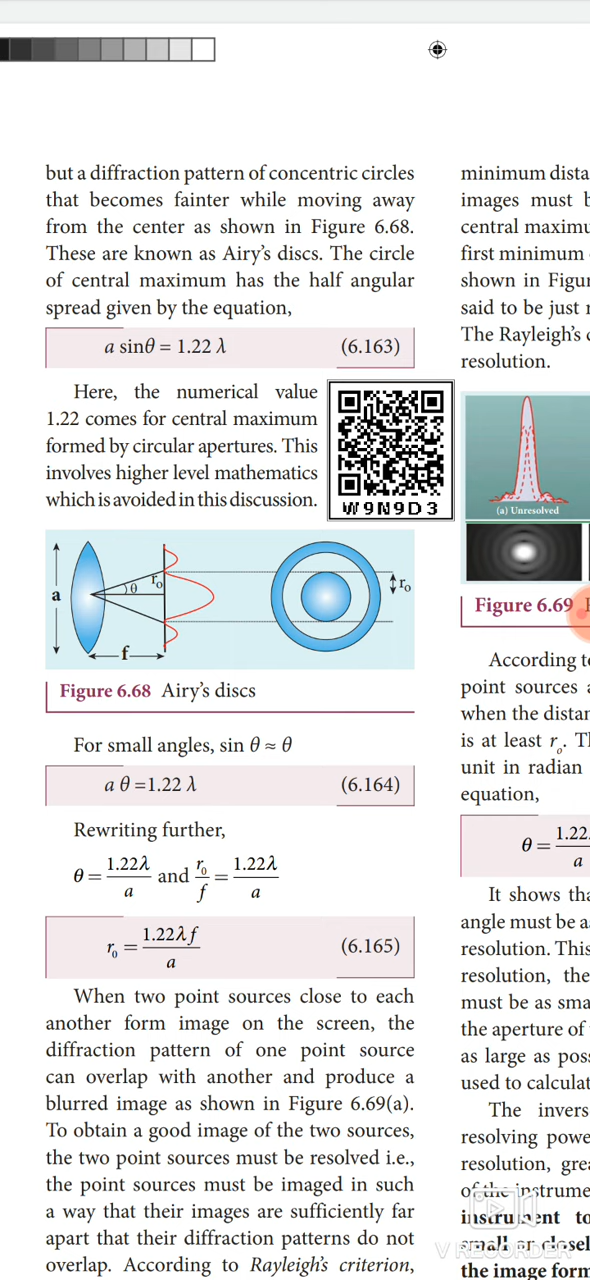 but a diffraction pattern of concentric circles
that becomes fainter while moving away
from the center as shown in Figure 6.68.
These are known as Airy's discs. The circle
of central maximum has the half angular
spread given by the equation,
a sinθ = 1.22 λ (6.163)
Here, the numerical value
1.22 comes for central maximum
formed by circular apertures. This
involves higher level mathematics
which is avoided in this discussion.
W9N9D3
a
θ
r₀
f
r₀
Figure 6.68 Airy's discs
For small angles, sin θ ≈ θ
a θ =1.22 λ (6.164)
Rewriting further,
θ = 1.22λ/a and r₀/f = 1.22λ/a
r₀ = 1.22λf/a (6.165)
When two point sources close to each
another form image on the screen, the
diffraction pattern of one point source
can overlap with another and produce a
blurred image as shown in Figure 6.69(a).
To obtain a good image of the two sources,
the two point sources must be resolved i.e.,
the point sources must be imaged in such
a way that their images are sufficiently far
apart that their diffraction patterns do not
overlap. According to Rayleigh's criterion,
minimum dista
images must b
central maximu
first minimum
shown in Figu
said to be just r
The Rayleigh's c
resolution.
(a) Unresolved
Figure 6.69
According to
point sources a
when the distan
is at least r₀. Th
unit in radian
equation,
θ = 1.22/a
It shows tha
angle must be a
resolution. This
resolution, the
must be as sma
the aperture of
as large as poss
used to calculat
The invers
resolving powe
resolution, grea
of the instrume
instrument to
small or closel
the image form
V RECORDER